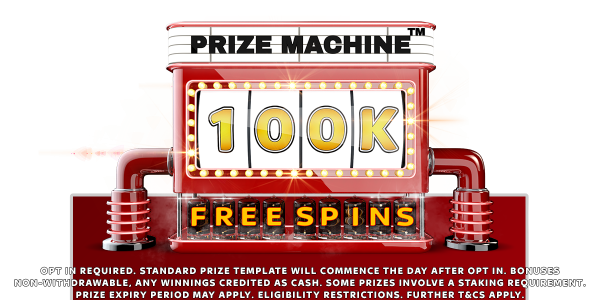 PRIZE MACHINE™
100K
FREE SPINS
OPT IN REQUIRED. STANDARD PRIZE TEMPLATE WILL COMMENCE THE DAY AFTER OPT IN. BONUSES
NON-WITHDRAWABLE, ANY WINNINGS CREDITED AS CASH. SOME PRIZES INVOLVE A STAKING REQUIREMENT.
PRIZE EXPIRY PERIOD MAY APPLY. ELIGIBILITY RESTRICTIONS. FURTHER T&CS APPLY.